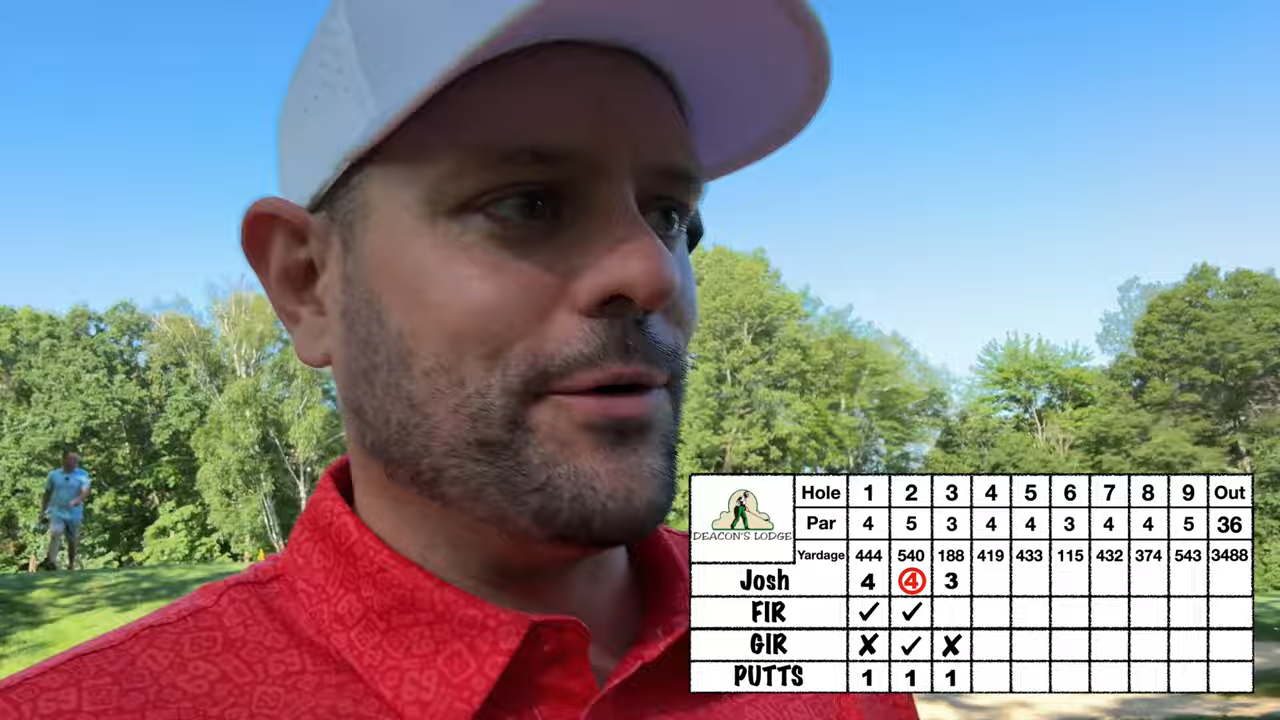 DEACON'S LODGE
Hole 1 2 3 4 5 6 7 8 9 Out
Par 4 5 3 4 4 3 4 4 5 36
Yardage 444 540 188 419 433 115 432 374 543 3488
Josh 4 4 3
FIR ✓ ✓
GIR ✗ ✓ ✗
PUTTS 1 1 1